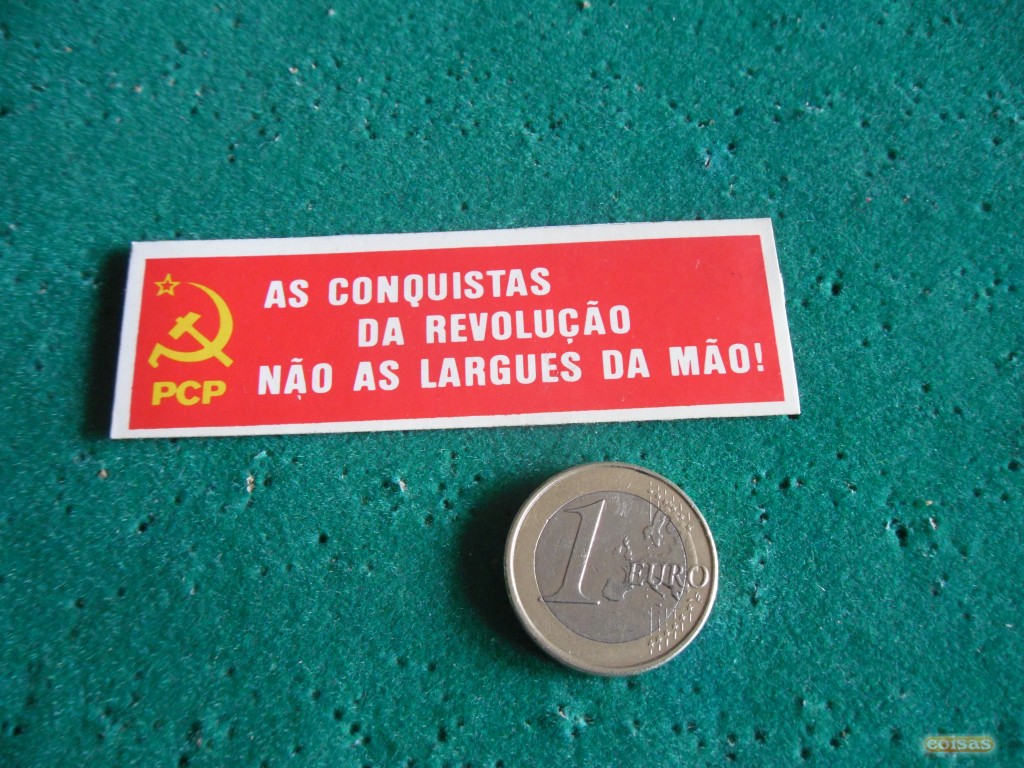 AS CONQUISTAS
DA REVOLUÇÃO
NÃO AS LARGUES DA MÃO!
PCP
1
EURO
coisas